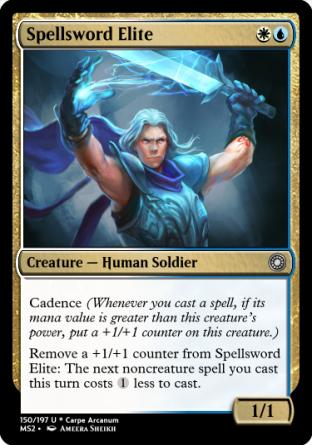 Spellsword Elite
Creature — Human Soldier
Cadence (Whenever you cast a spell, if its
mana value is greater than this creature's
power, put a +1/+1 counter on this creature.)
Remove a +1/+1 counter from Spellsword
Elite: The next noncreature spell you cast
this turn costs 1 less to cast.
1/1
150/197 U * Carpe Arcanum
MS2 • Ameera Sheikh